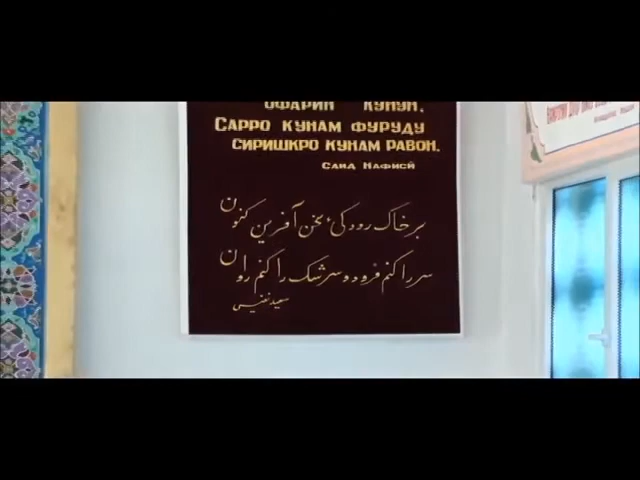 ОФАРИН КУНУН,
САРРО КУНАМ ФУРУДУ
СИРИШКРО КУНАМ РАВОН.
САИД НАФИСӢ
بر خاک رودکی سخن آفرین کنون
سر را کنم فرود و سرشک را کنم روان
سعید نفیسی